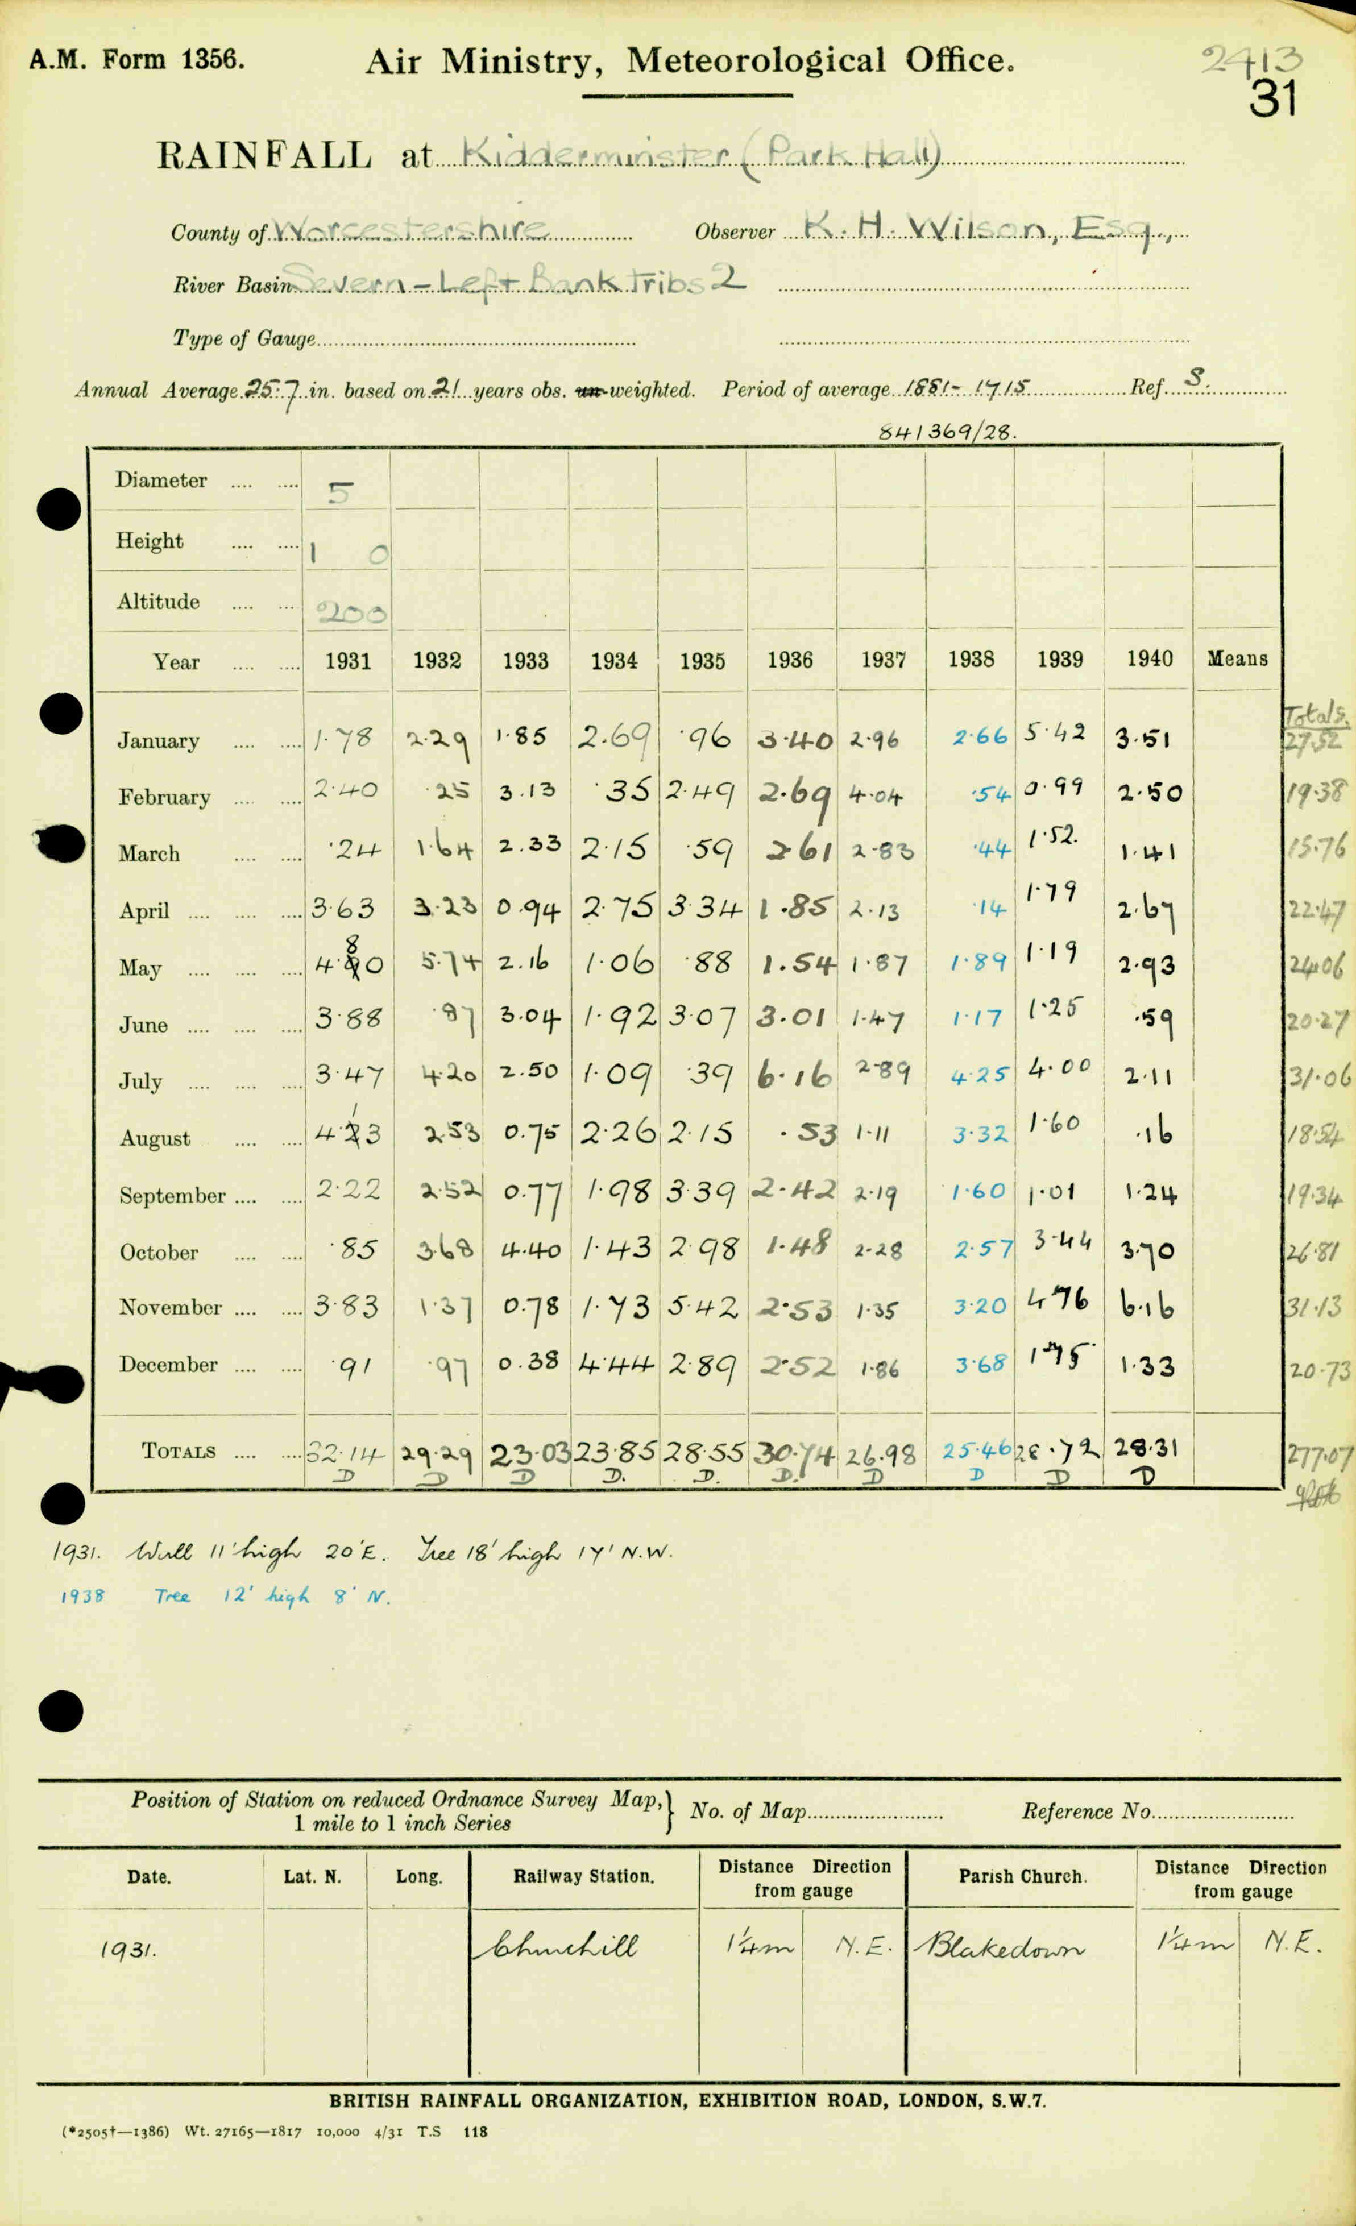 A.M. Form 1356.
Air Ministry, Meteorological Office.
2413
31
RAINFALL at Kidderminster (Park Hall)
County of Worcestershire Observer K. H. Wilson, Esq.,
River Basin Severn - Left Bank Tribs 2
Type of Gauge
Annual Average 25.7 in. based on 21 years obs. un-weighted. Period of average 1881-1915 Ref. S.
841369/28.
Diameter 5
Height 1 0
Altitude 200
Year 1931 1932 1933 1934 1935 1936 1937 1938 1939 1940 Means
Totals.
January 1.78 2.29 1.85 2.69 .96 3.40 2.96 2.66 5.42 3.51 27.52
February 2.40 .25 3.13 .35 2.49 2.69 4.04 .54 0.99 2.50 19.38
March .24 1.64 2.33 2.15 .59 2.61 2.83 .44 1.52. 1.41 15.76
April 3.63 3.23 0.94 2.75 3.34 1.85 2.13 .14 1.79 2.67 22.47
May 4.80 5.74 2.16 1.06 .88 1.54 1.87 1.89 1.19 2.93 24.06
June 3.88 .87 3.04 1.92 3.07 3.01 1.47 1.17 1.25 .59 20.27
July 3.47 4.20 2.50 1.09 .39 6.16 2.89 4.25 4.00 2.11 31.06
August 4.13 2.53 0.75 2.26 2.15 .53 1.11 3.32 1.60 .16 18.54
September 2.22 2.52 0.77 1.98 3.39 2.42 2.19 1.60 1.01 1.24 19.34
October .85 3.68 4.40 1.43 2.98 1.48 2.28 2.57 3.44 3.70 26.81
November 3.83 1.37 0.78 1.73 5.42 2.53 1.35 3.20 4.76 6.16 31.13
December .91 .97 0.38 4.44 2.89 2.52 1.86 3.68 1.75 1.33 20.73
TOTALS 32.14 29.29 23.03 23.85 28.55 30.74 26.98 25.46 28.72 28.31 277.07
D D D D. D. D. D D D D
1931. Wall 11' high 20' E. Tree 18' high 17' N.W.
1938 Tree 12' high 8' N.
Position of Station on reduced Ordnance Survey Map, 1 mile to 1 inch Series } No. of Map Reference No.
Date. Lat. N. Long. Railway Station. Distance Direction from gauge Parish Church. Distance Direction from gauge
1931. Churchill 1¼m N.E. Blakedown 1¼m N.E.
BRITISH RAINFALL ORGANIZATION, EXHIBITION ROAD, LONDON, S.W.7.
(*2505†—1386) Wt. 27165—1817 10,000 4/31 T.S 118